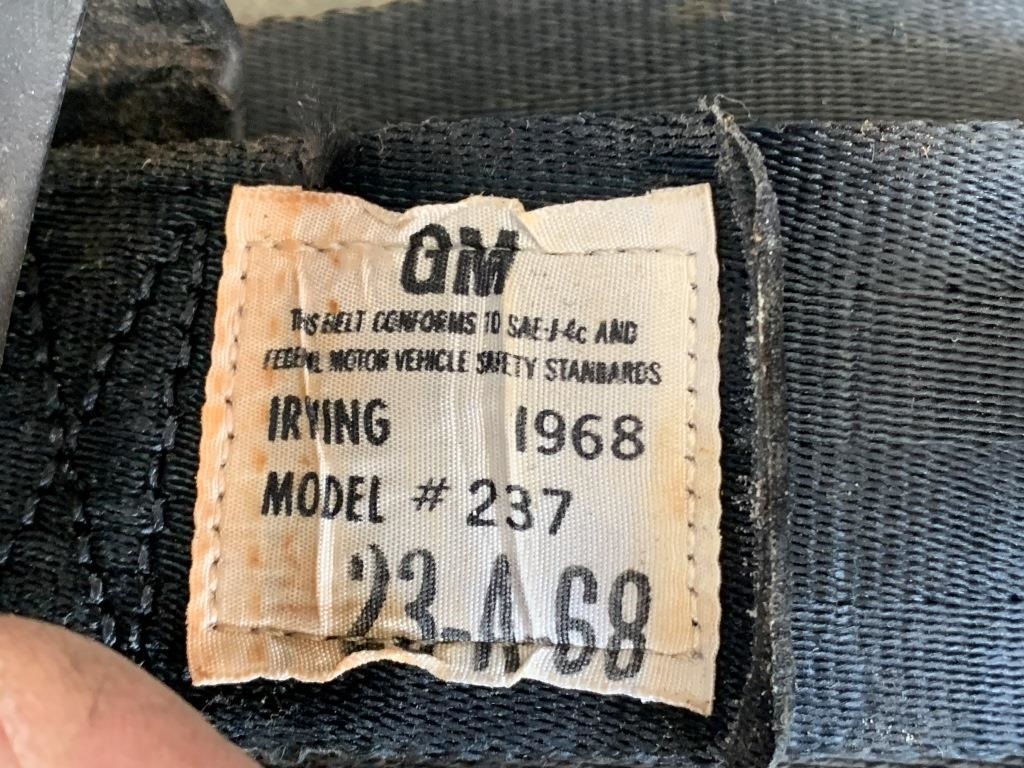 GM
THIS BELT CONFORMS TO SAE-J-4c AND
FEDERAL MOTOR VEHICLE SAFETY STANDARDS
IRVING 1968
MODEL # 237
23-A-68